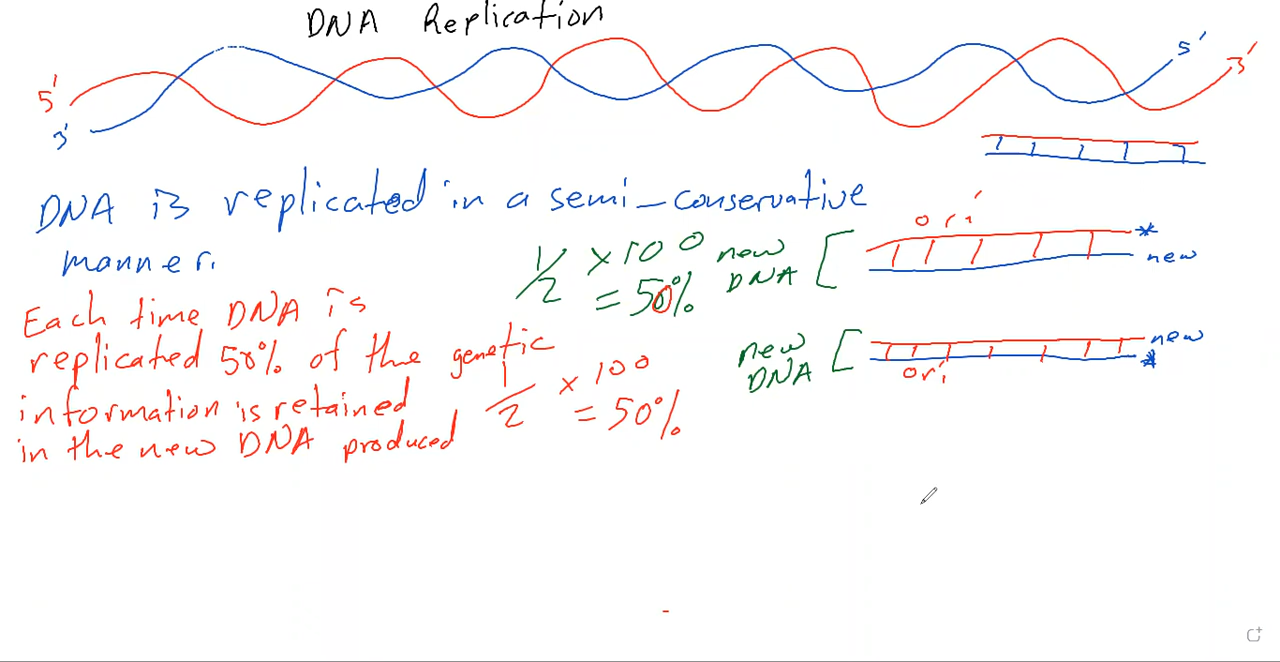 DNA Replication
5'
3'
5'
3'
DNA is replicated in a semi-conservative
manner.
Each time DNA is
replicated 50% of the genetic
information is retained
in the new DNA produced
1/2 × 100
= 50%
new
DNA
1/2 × 100
= 50%
new
DNA
ori
*
new
new
*
ori